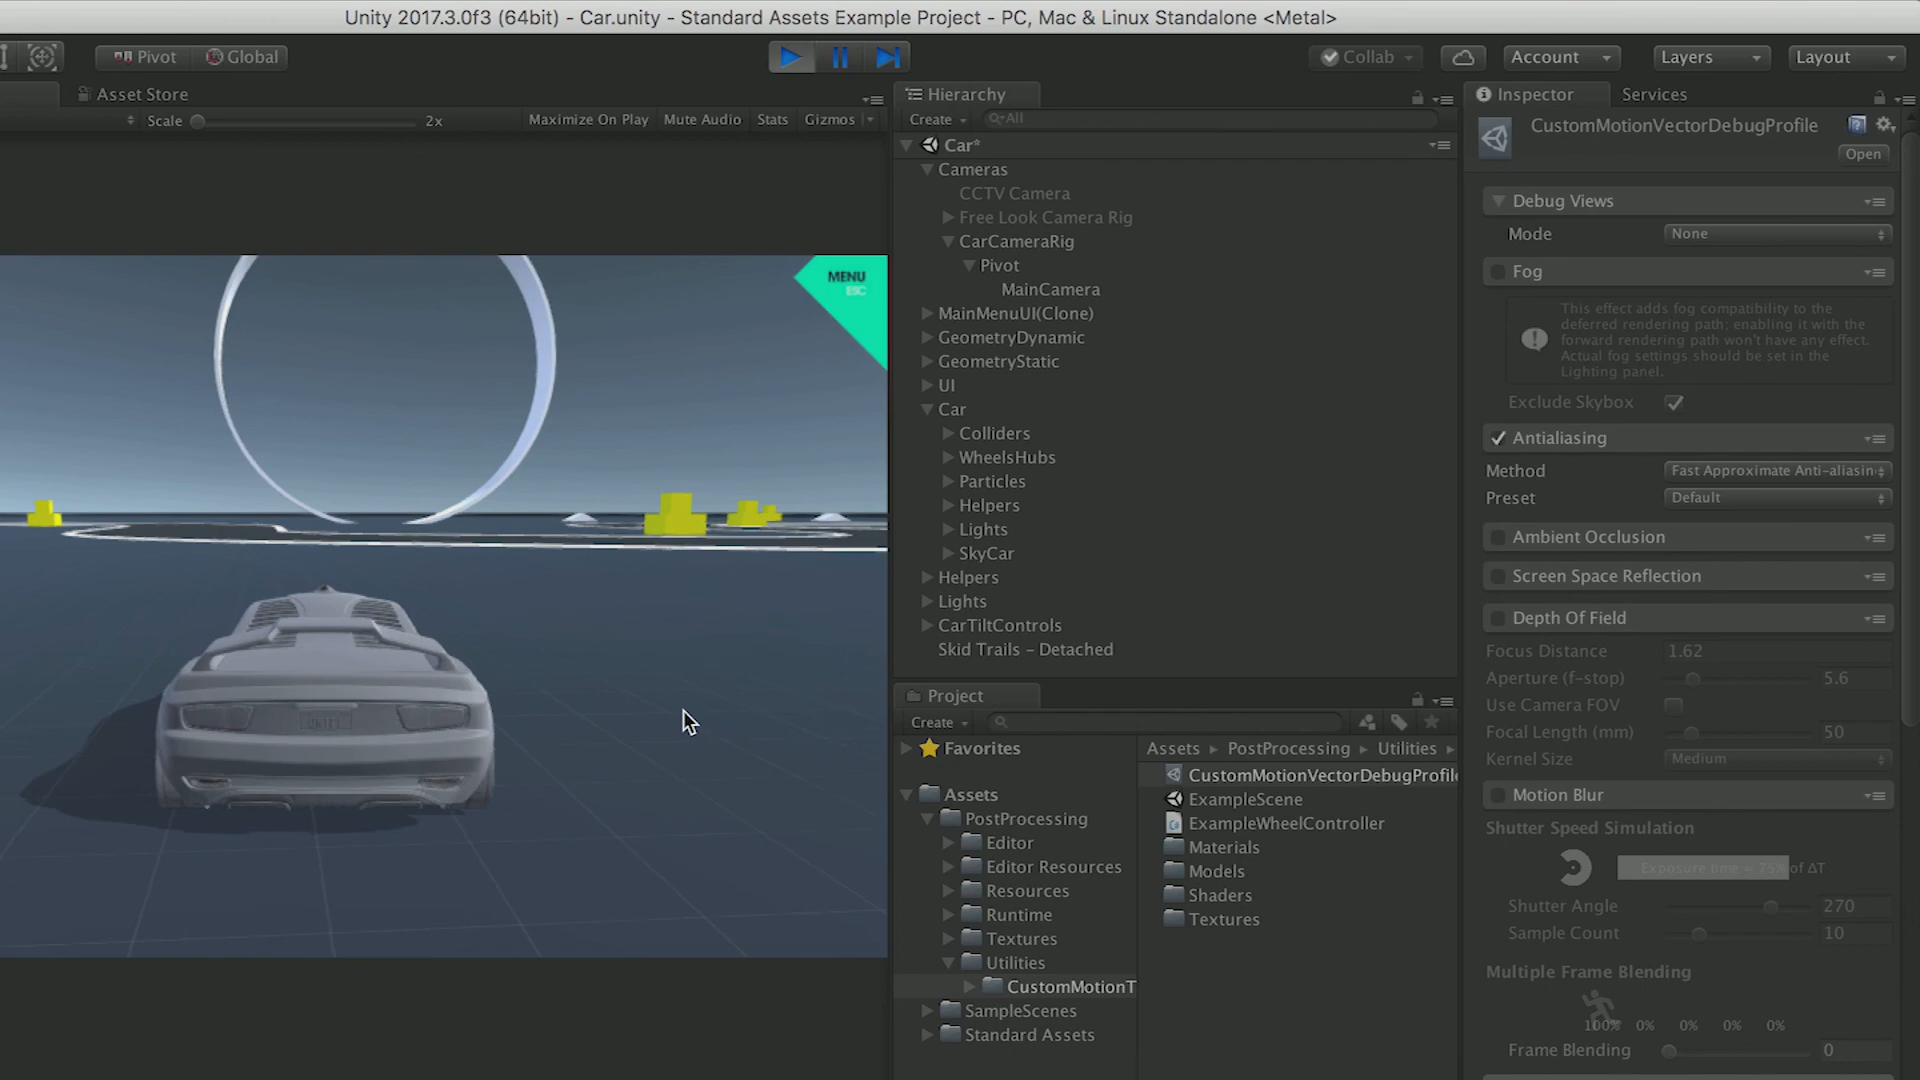 Unity 2017.3.0f3 (64bit) - Car.unity - Standard Assets Example Project - PC, Mac & Linux Standalone <Metal>
Pivot Global Collab Account Layers Layout
Asset Store
Scale 2x Maximize On Play Mute Audio Stats Gizmos
MENU
ESC
UNITY
Hierarchy
Create All
Car*
Cameras
CCTV Camera
Free Look Camera Rig
CarCameraRig
Pivot
MainCamera
MainMenuUI(Clone)
GeometryDynamic
GeometryStatic
UI
Car
Colliders
WheelsHubs
Particles
Helpers
Lights
SkyCar
Helpers
Lights
CarTiltControls
Skid Trails - Detached
Project
Create
Favorites
Assets
PostProcessing
Editor
Editor Resources
Resources
Runtime
Textures
Utilities
CustomMotionT
SampleScenes
Standard Assets
Assets PostProcessing Utilities
CustomMotionVectorDebugProfile
ExampleScene
ExampleWheelController
Materials
Models
Shaders
Textures
Inspector Services
CustomMotionVectorDebugProfile
Open
Debug Views
Mode None
Fog
This effect adds fog compatibility to the
deferred rendering path; enabling it with the
forward rendering path won't have any effect.
Actual fog settings should be set in the
Lighting panel.
Exclude Skybox
Antialiasing
Method Fast Approximate Anti-aliasin
Preset Default
Ambient Occlusion
Screen Space Reflection
Depth Of Field
Focus Distance 1.62
Aperture (f-stop) 5.6
Use Camera FOV
Focal Length (mm) 50
Kernel Size Medium
Motion Blur
Shutter Speed Simulation
Exposure time = 75% of ΔT
Shutter Angle 270
Sample Count 10
Multiple Frame Blending
100% 0% 0% 0% 0%
Frame Blending 0